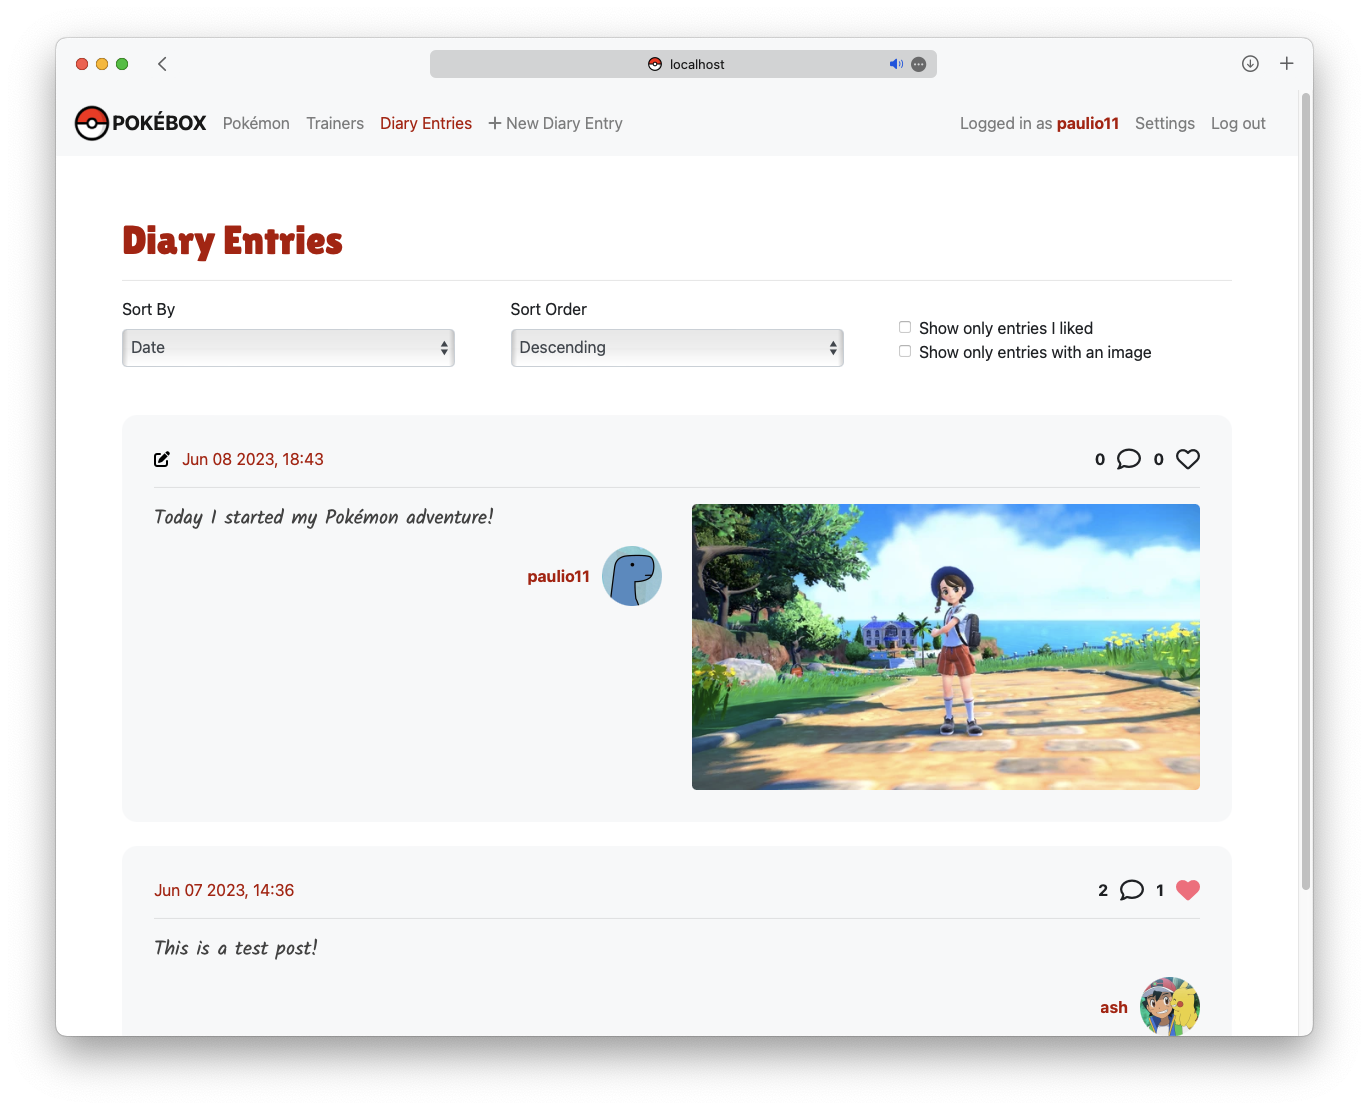 localhost
POKÉBOX Pokémon Trainers Diary Entries + New Diary Entry Logged in as paulio11 Settings Log out
Diary Entries
Sort By
Date
Sort Order
Descending
Show only entries I liked
Show only entries with an image
Jun 08 2023, 18:43 0 0
Today I started my Pokémon adventure!
paulio11
Jun 07 2023, 14:36 2 1
This is a test post!
ash